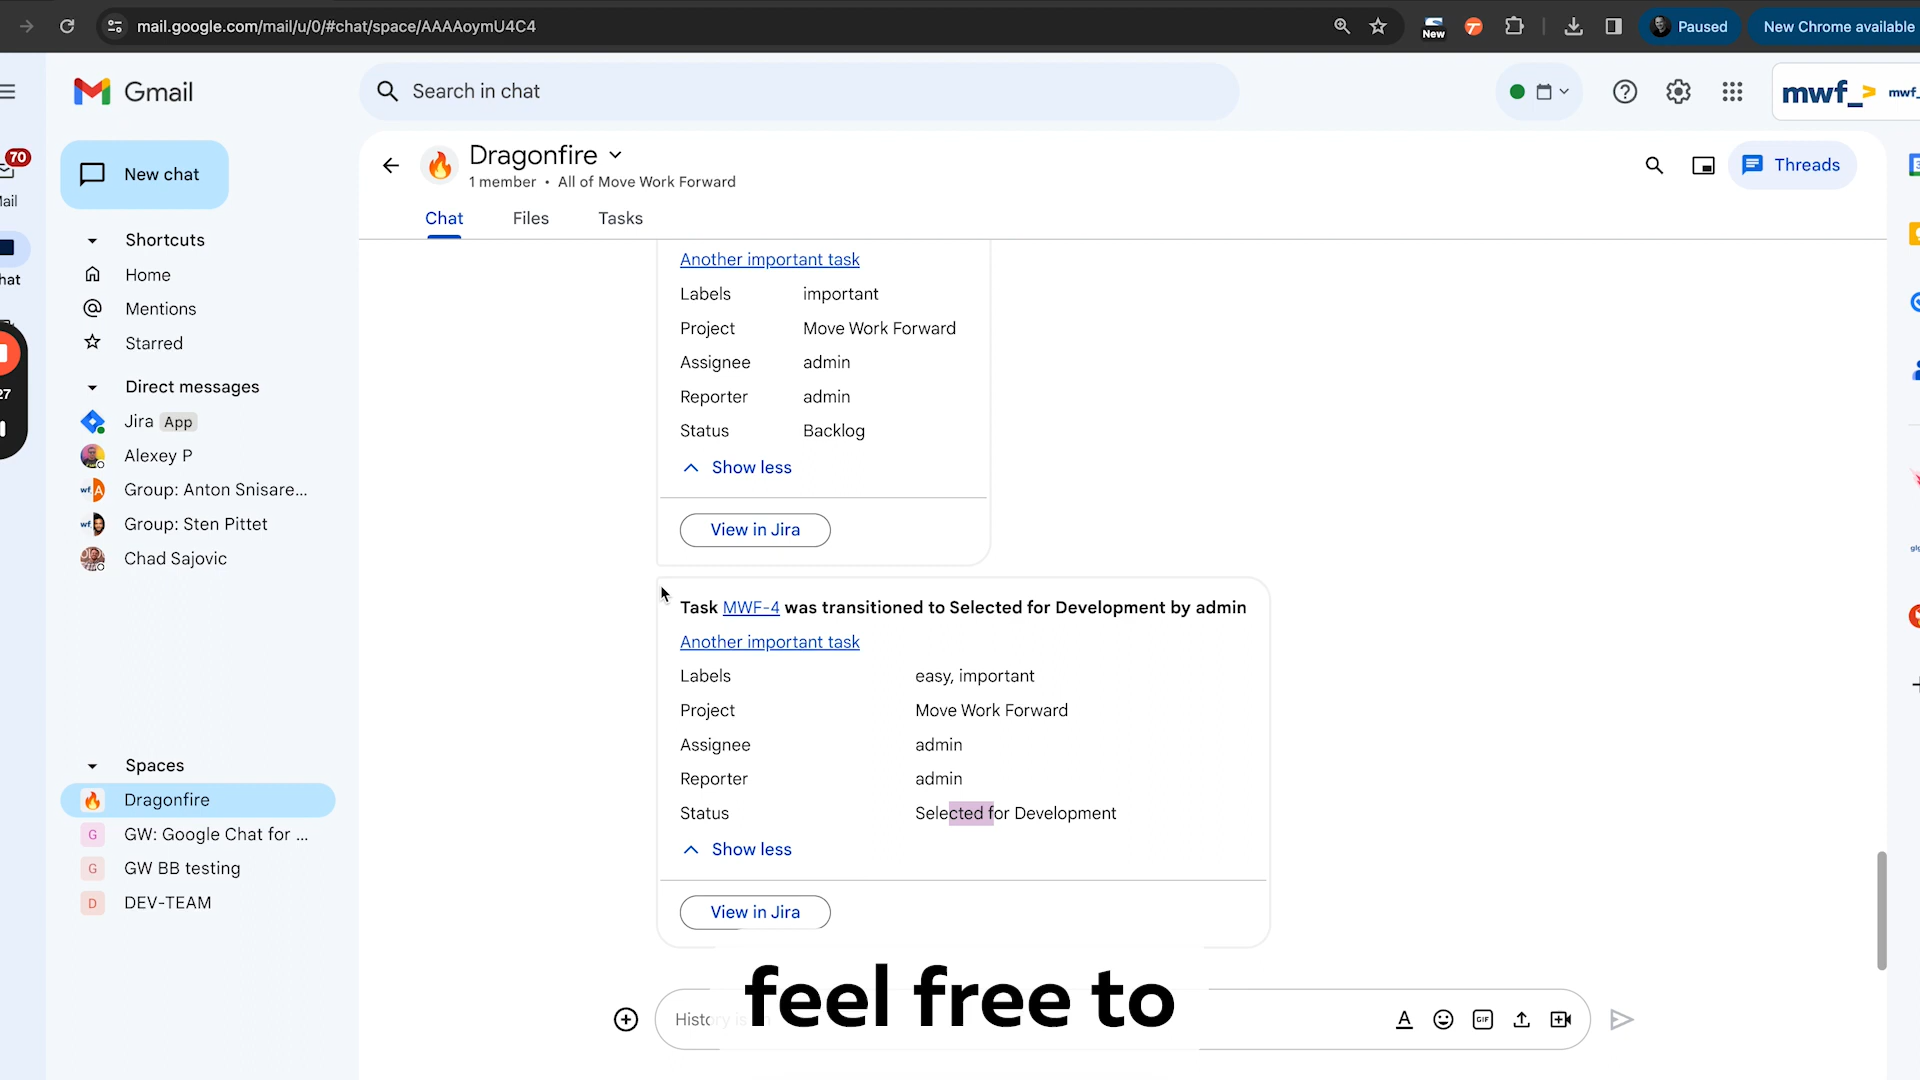 mail.google.com/mail/u/0/#chat/space/AAAAoymU4C4
New
Paused
New Chrome available
Gmail
Search in chat
mwf_>
mwf_
70
New chat
Dragonfire
1 member • All of Move Work Forward
Threads
Chat
Files
Tasks
Shortcuts
Home
Mentions
Starred
Direct messages
Jira App
Alexey P
Group: Anton Snisare...
Group: Sten Pittet
Chad Sajovic
Spaces
Dragonfire
G GW: Google Chat for ...
G GW BB testing
D DEV-TEAM
Another important task
Labels important
Project Move Work Forward
Assignee admin
Reporter admin
Status Backlog
Show less
View in Jira
Task MWF-4 was transitioned to Selected for Development by admin
Another important task
Labels easy, important
Project Move Work Forward
Assignee admin
Reporter admin
Status Selected for Development
Show less
View in Jira
feel free to
GIF